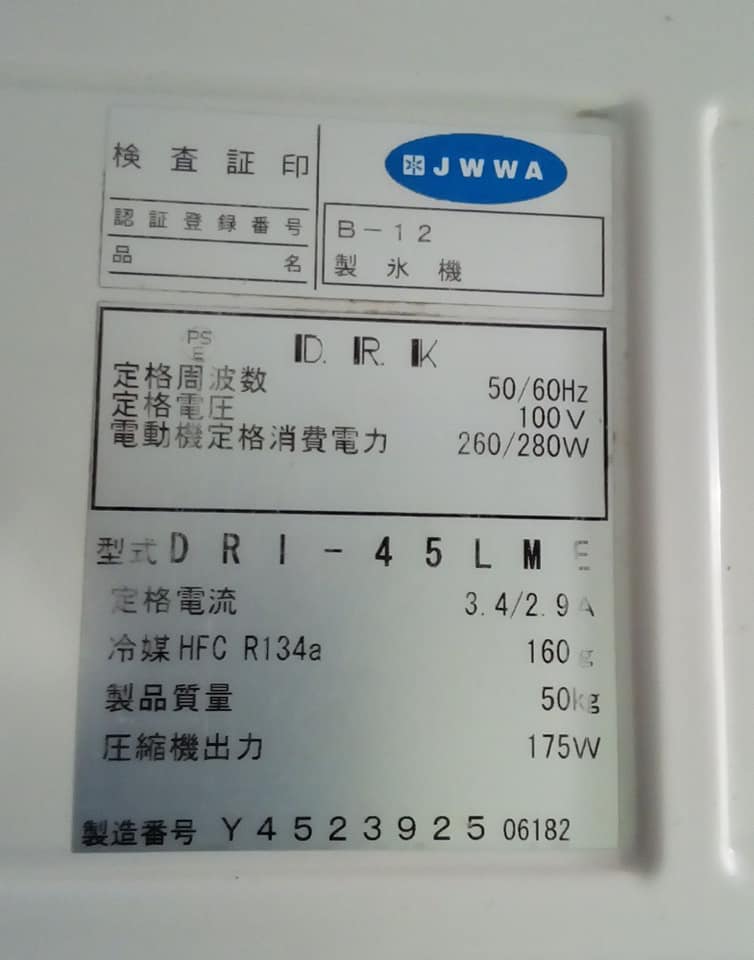 検査証印
JWWA
認証登録番号
B-12
品名
製氷機
PS
E
D.R.K
定格周波数 50/60Hz
定格電圧 100V
電動機定格消費電力 260/280W
型式 DRI-45LME
定格電流 3.4/2.9A
冷媒 HFC R134a 160g
製品質量 50kg
圧縮機出力 175W
製造番号 Y4523925 06182